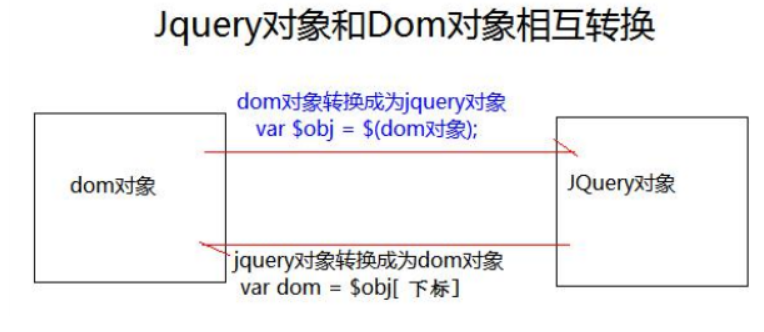 Jquery对象和Dom对象相互转换
dom对象转换成为jquery对象
var $obj = $(dom对象);
dom对象
JQuery对象
jquery对象转换成为dom对象
var dom = $obj[ 下标]